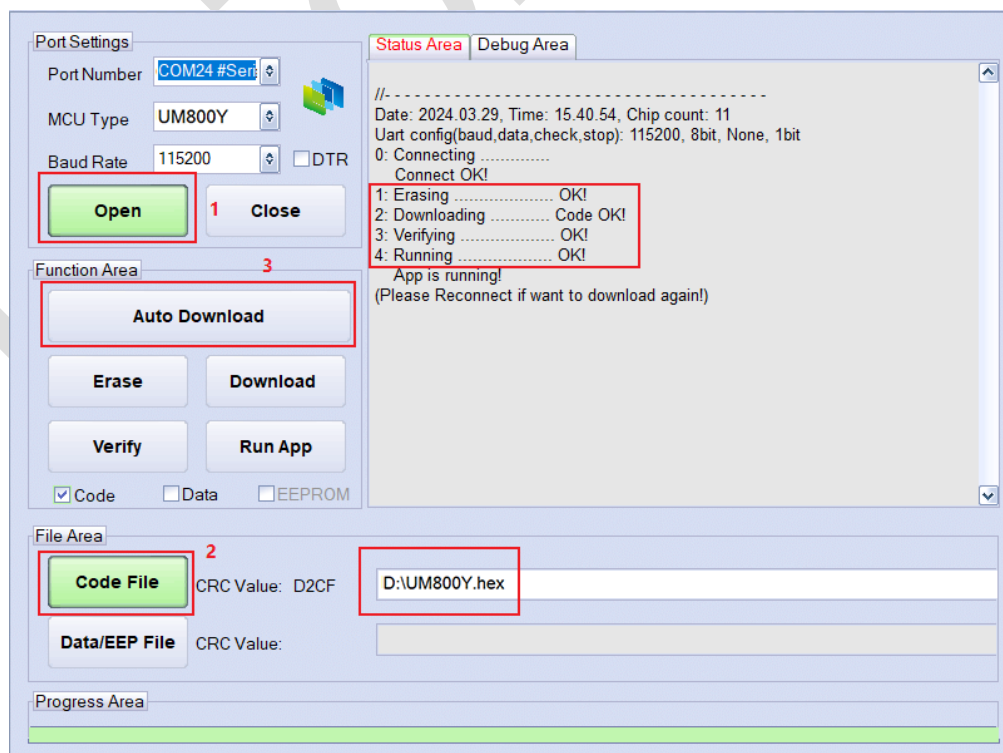 Port Settings
Port Number COM24 #Seri
MCU Type UM800Y
Baud Rate 115200 DTR
Open 1 Close
Function Area 3
Auto Download
Erase Download
Verify Run App
Code Data EEPROM
Status Area Debug Area
//- - - - - - - - - - - - - - - - - - - - - - - - - - - -- - - - - - - - - - -
Date: 2024.03.29, Time: 15.40.54, Chip count: 11
Uart config(baud,data,check,stop): 115200, 8bit, None, 1bit
0: Connecting ..............
Connect OK!
1: Erasing .................... OK!
2: Downloading ............ Code OK!
3: Verifying ................... OK!
4: Running ................... OK!
App is running!
(Please Reconnect if want to download again!)
File Area
2
Code File CRC Value: D2CF D:\UM800Y.hex
Data/EEP File CRC Value:
Progress Area